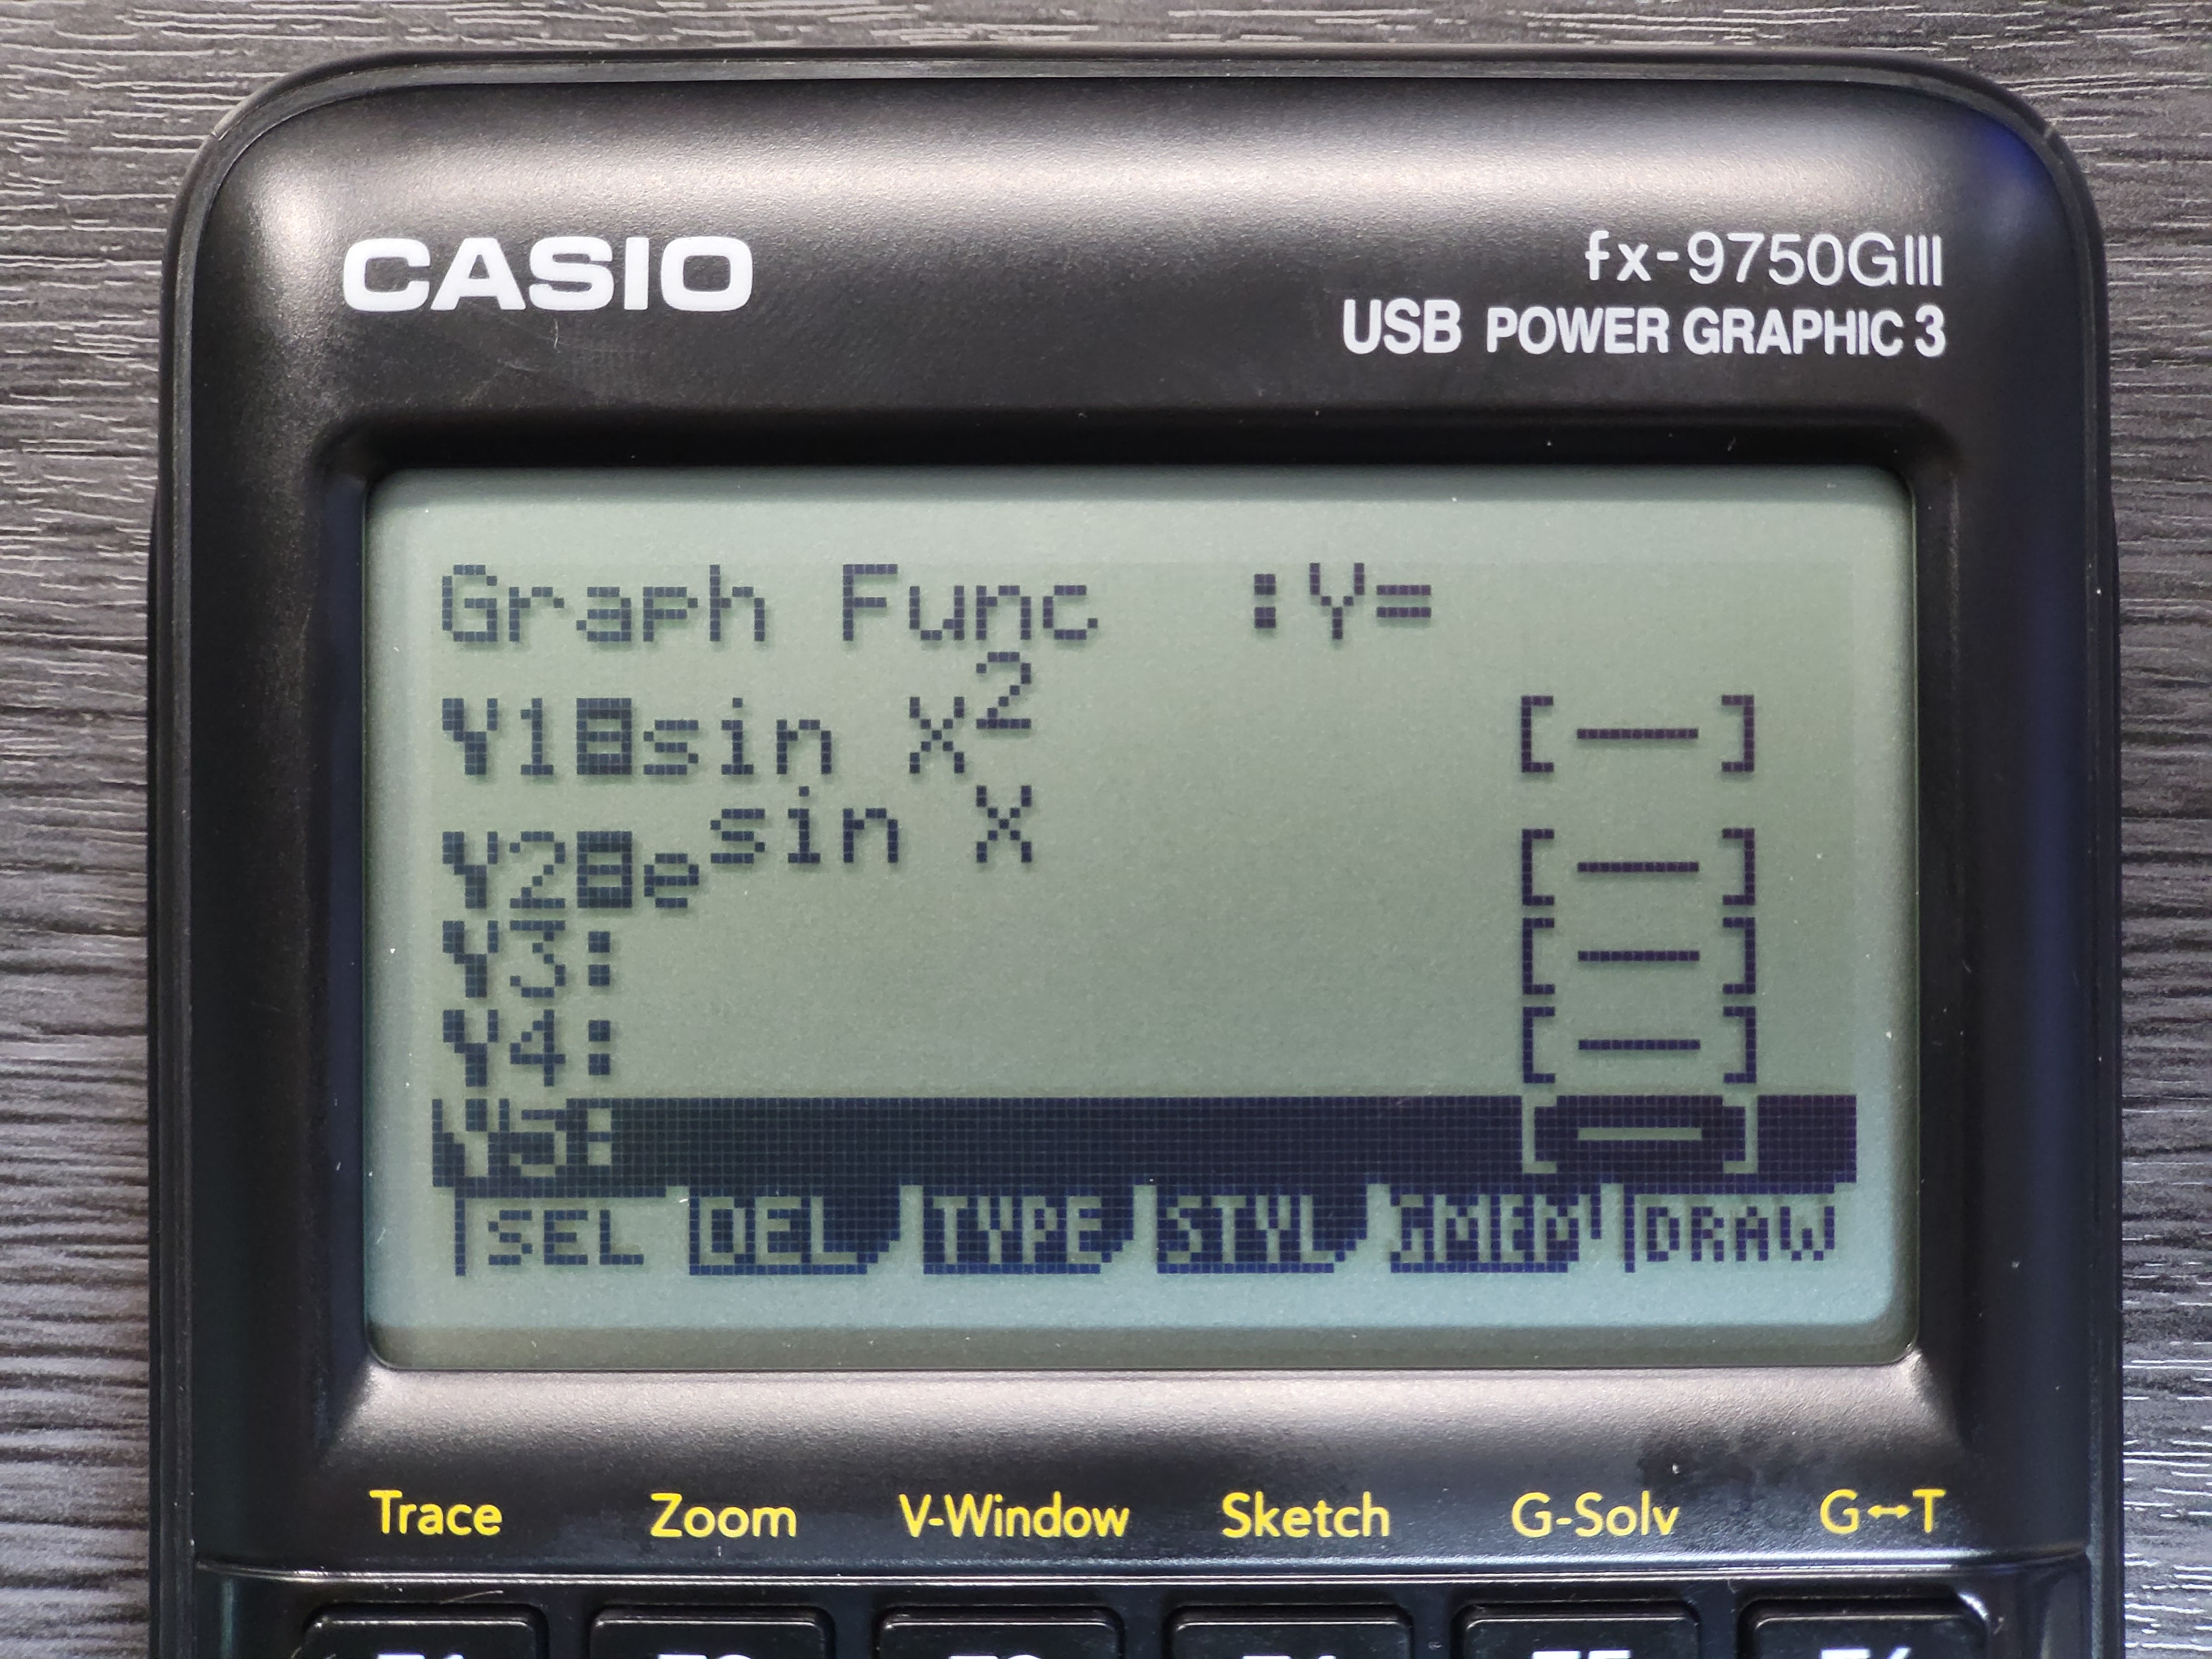 CASIO
fx-9750GIII
USB POWER GRAPHIC 3
Graph Func :Y=
Y1=sin X² [—]
Y2=e^sin X [—]
Y3: [—]
Y4: [—]
Y5: [—]
SEL DEL TYPE STYL GMEM DRAW
Trace Zoom V-Window Sketch G-Solv G↔T